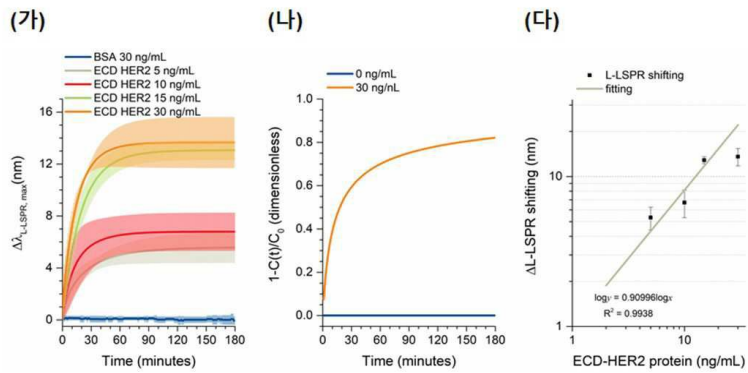 (가)
BSA 30 ng/mL
ECD HER2 5 ng/mL
ECD HER2 10 ng/mL
ECD HER2 15 ng/mL
ECD HER2 30 ng/mL
ΔλL-LSPR, max(nm)
16
12
8
4
0
0 30 60 90 120 150 180
Time (minutes)
(나)
0 ng/mL
30 ng/nL
1-C(t)/C0 (dimensionless)
1.0
0.8
0.6
0.4
0.2
0.0
0 30 60 90 120 150 180
Time (minutes)
(다)
L-LSPR shifting
fitting
ΔL-LSPR shifting (nm)
10
1
logy = 0.90996logx
R² = 0.9938
1 10
ECD-HER2 protein (ng/mL)